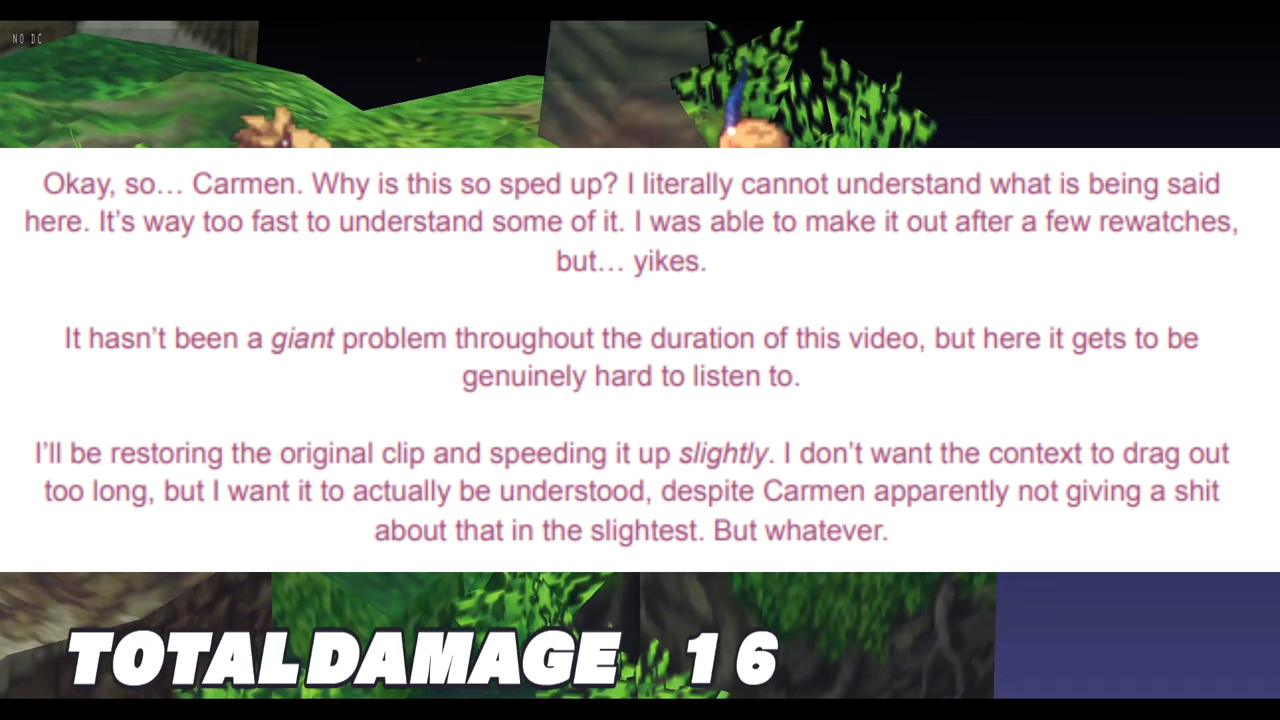 NO DC
Okay, so… Carmen. Why is this so sped up? I literally cannot understand what is being said
here. It’s way too fast to understand some of it. I was able to make it out after a few rewatches,
but… yikes.
It hasn’t been a giant problem throughout the duration of this video, but here it gets to be
genuinely hard to listen to.
I’ll be restoring the original clip and speeding it up slightly. I don’t want the context to drag out
too long, but I want it to actually be understood, despite Carmen apparently not giving a shit
about that in the slightest. But whatever.
TOTAL DAMAGE 16